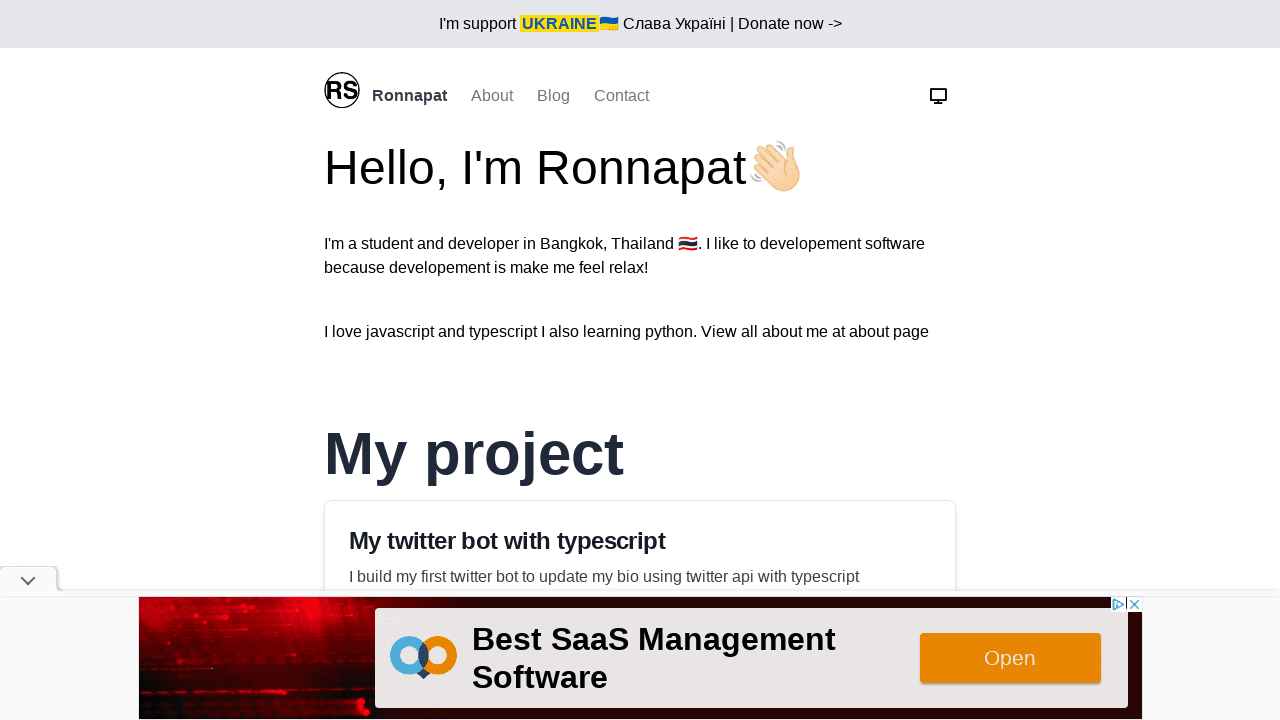 I'm support UKRAINE🇺🇦 Слава Україні | Donate now ->
RS Ronnapat About Blog Contact
Hello, I'm Ronnapat👋🏻
I'm a student and developer in Bangkok, Thailand 🇹🇭. I like to developement software
because developement is make me feel relax!
I love javascript and typescript I also learning python. View all about me at about page
My project
My twitter bot with typescript
I build my first twitter bot to update my bio using twitter api with typescript
Best SaaS Management
Software
Open